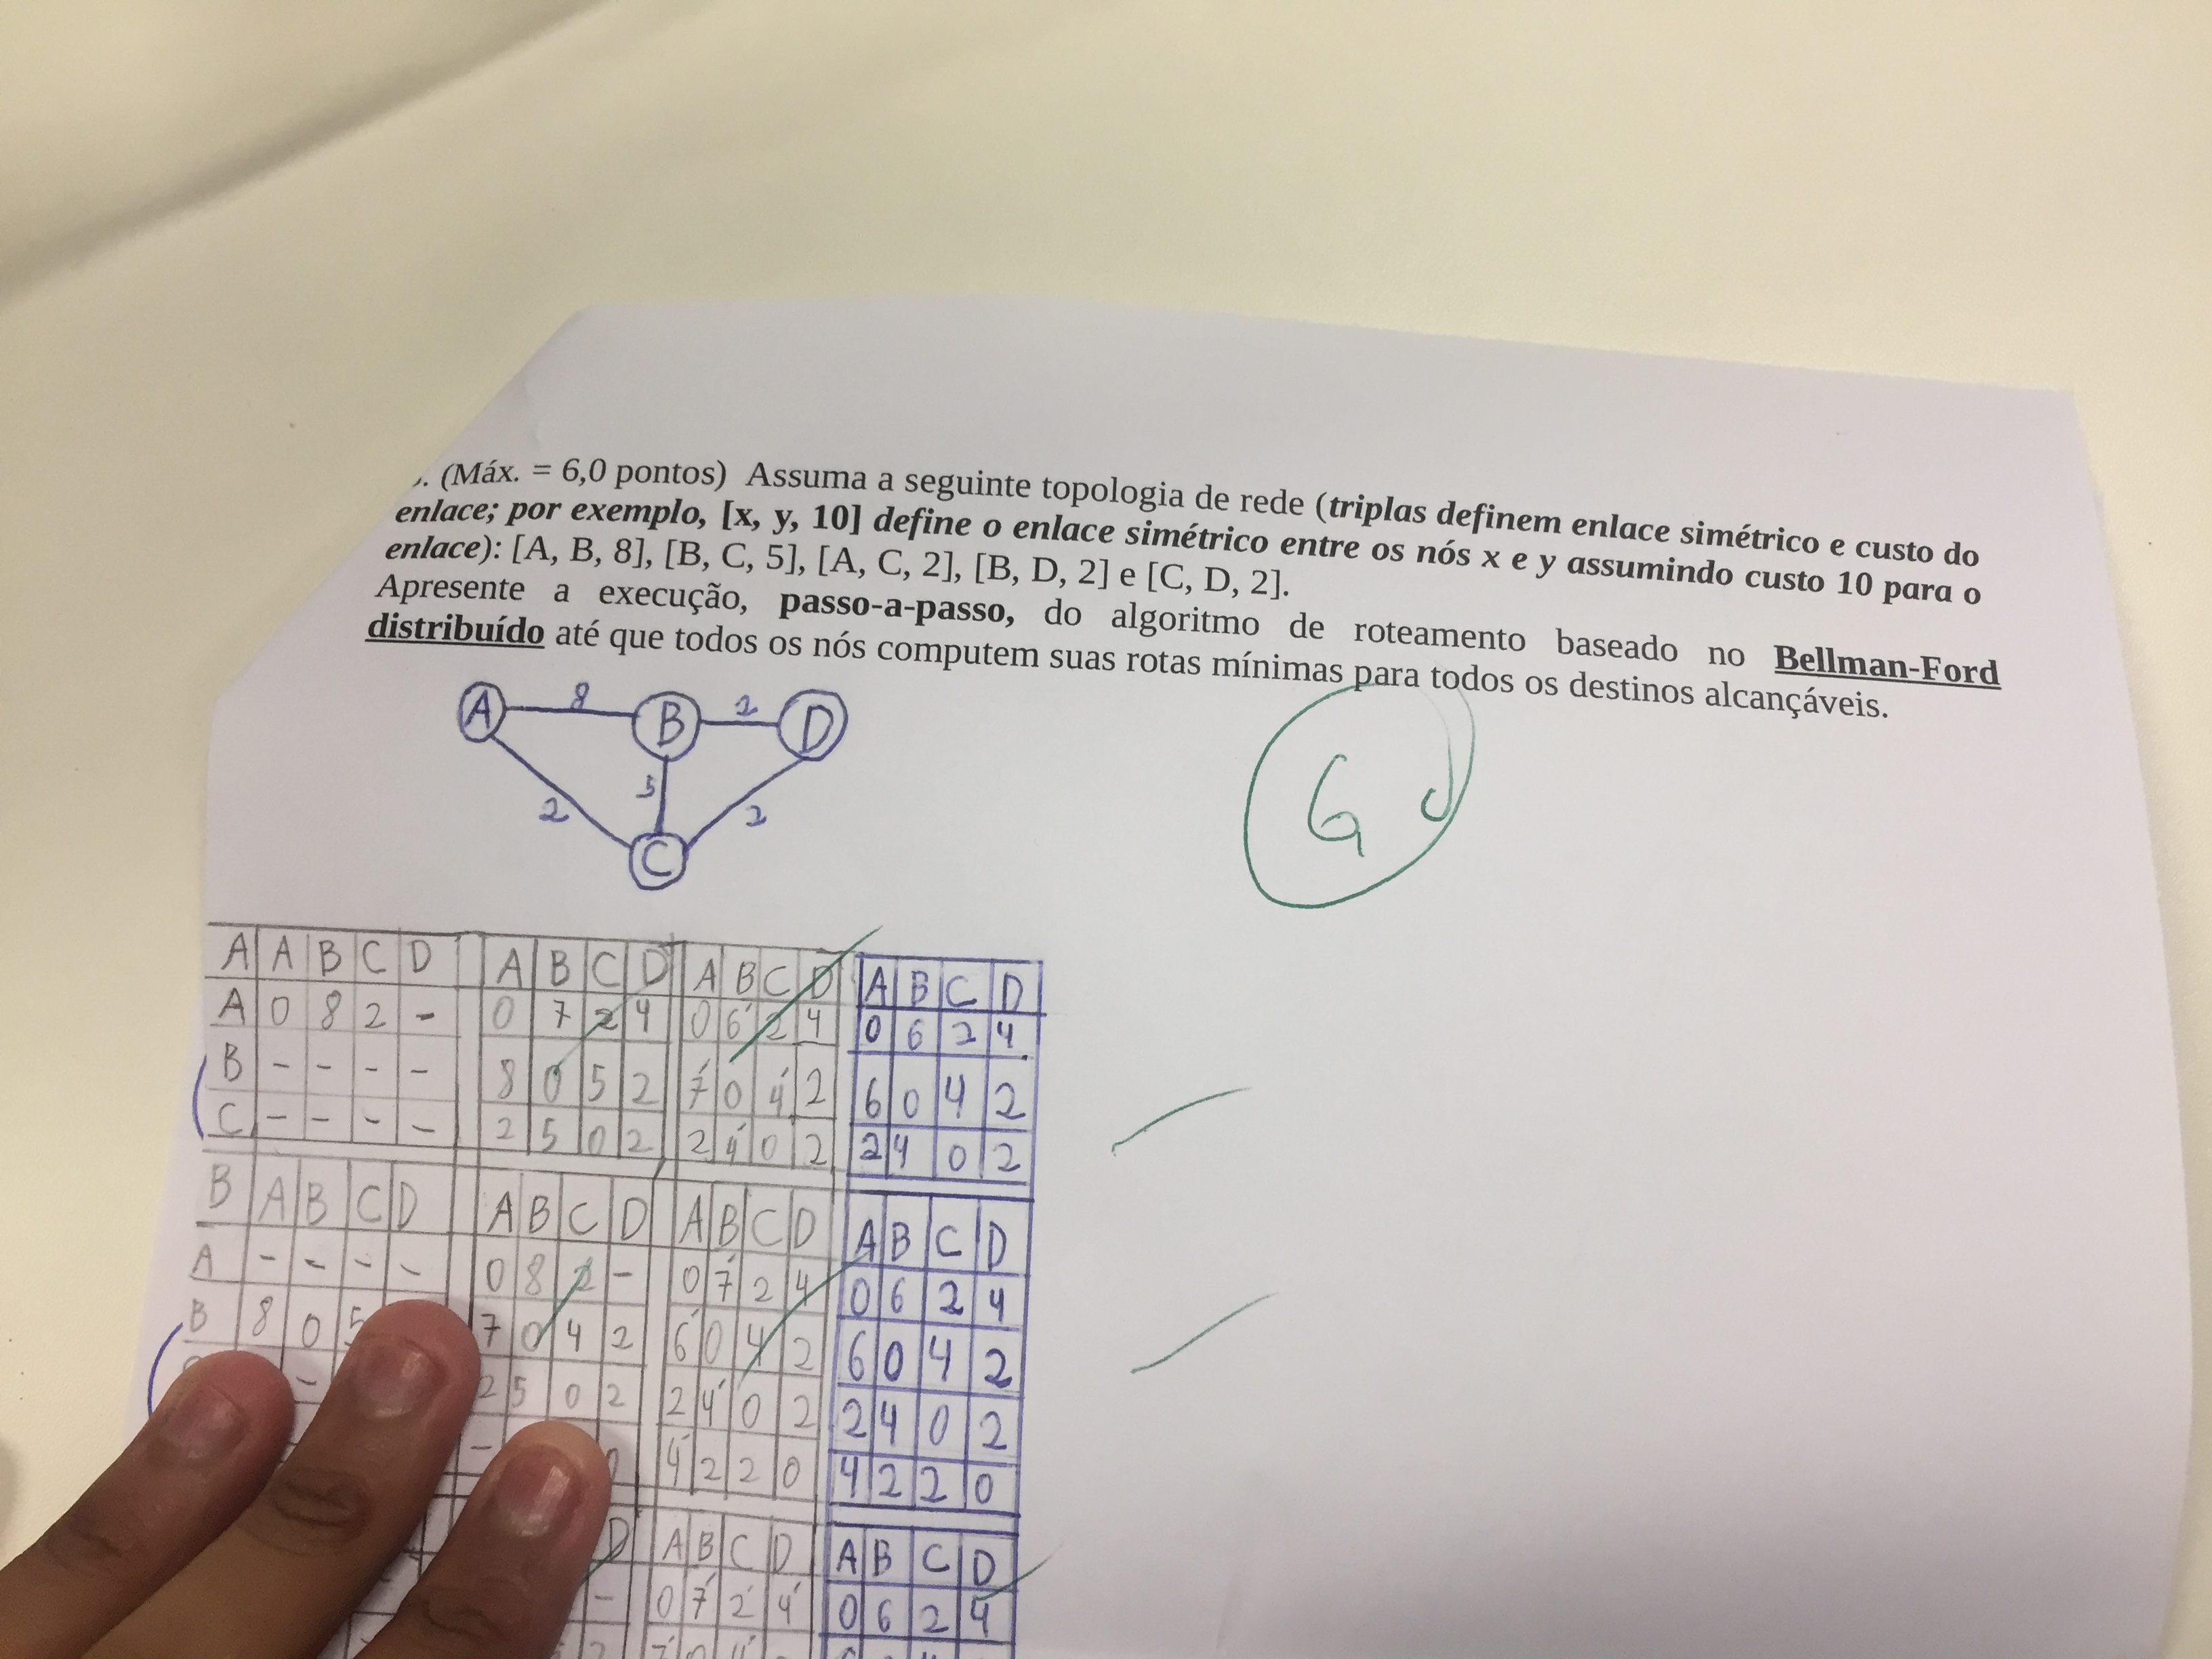 . (Máx. = 6,0 pontos) Assuma a seguinte topologia de rede (triplas definem enlace simétrico e custo do
enlace; por exemplo, [x, y, 10] define o enlace simétrico entre os nós x e y assumindo custo 10 para o
enlace): [A, B, 8], [B, C, 5], [A, C, 2], [B, D, 2] e [C, D, 2].
Apresente a execução, passo-a-passo, do algoritmo de roteamento baseado no Bellman-Ford
distribuído até que todos os nós computem suas rotas mínimas para todos os destinos alcançáveis.
A 8 B 2 D
2 5 2
C
A A B C D A B C D A B C D A B C D
A 0 8 2 - 0 7 2 4 0 6 2 4 0 6 2 4
B - - - - 8 0 5 2 7 0 4 2 6 0 4 2
C - - - - 2 5 0 2 2 4 0 2 2 4 0 2
B A B C D A B C D A B C D A B C D
A - - - - 0 8 2 - 0 7 2 4 0 6 2 4
B 8 0 5 7 0 4 2 6 0 4 2 6 0 4 2
- 2 5 0 2 2 4 0 2 2 4 0 2
- 4 2 2 0 4 2 2 0
D A B C D A B C D
- 0 7 2 4 0 6 2 4